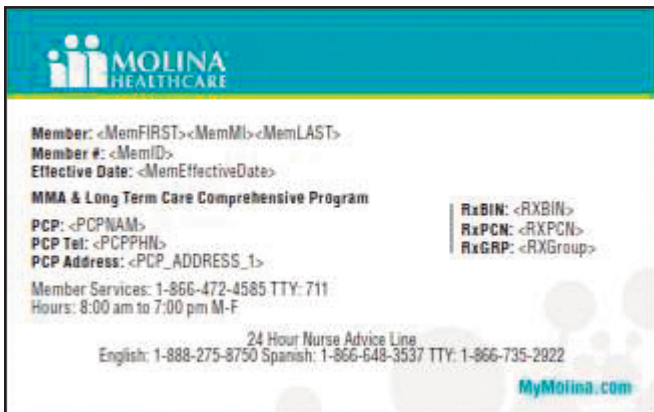 MOLINA
HEALTHCARE
Member: <MemFIRST><MemMI><MemLAST>
Member #: <MemID>
Effective Date: <MemEffectiveDate>
MMA & Long Term Care Comprehensive Program
PCP: <PCPNAM>
PCP Tel: <PCPPHN>
PCP Address: <PCP_ADDRESS_1>
RxBIN: <RXBIN>
RxPCN: <RXPCN>
RxGRP: <RXGroup>
Member Services: 1-866-472-4585 TTY: 711
Hours: 8:00 am to 7:00 pm M-F
24 Hour Nurse Advice Line
English: 1-888-275-8750 Spanish: 1-866-648-3537 TTY: 1-866-735-2922
MyMolina.com